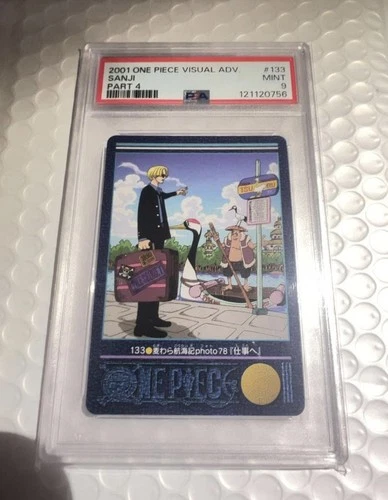 2001 ONE PIECE VISUAL ADV. #133
SANJI MINT
PART 4 9
PSA 121120756
133●麦わら航海記photo78『仕事へ』
ONE PIECE